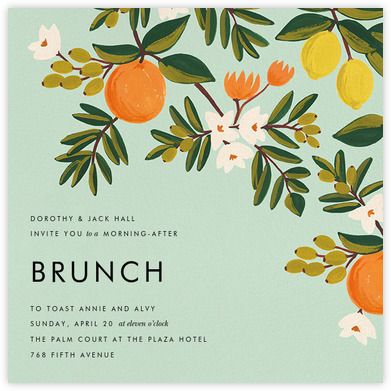 DOROTHY & JACK HALL
INVITE YOU to a MORNING-AFTER
BRUNCH
TO TOAST ANNIE AND ALVY
SUNDAY, APRIL 20 at eleven o'clock
THE PALM COURT AT THE PLAZA HOTEL
768 FIFTH AVENUE